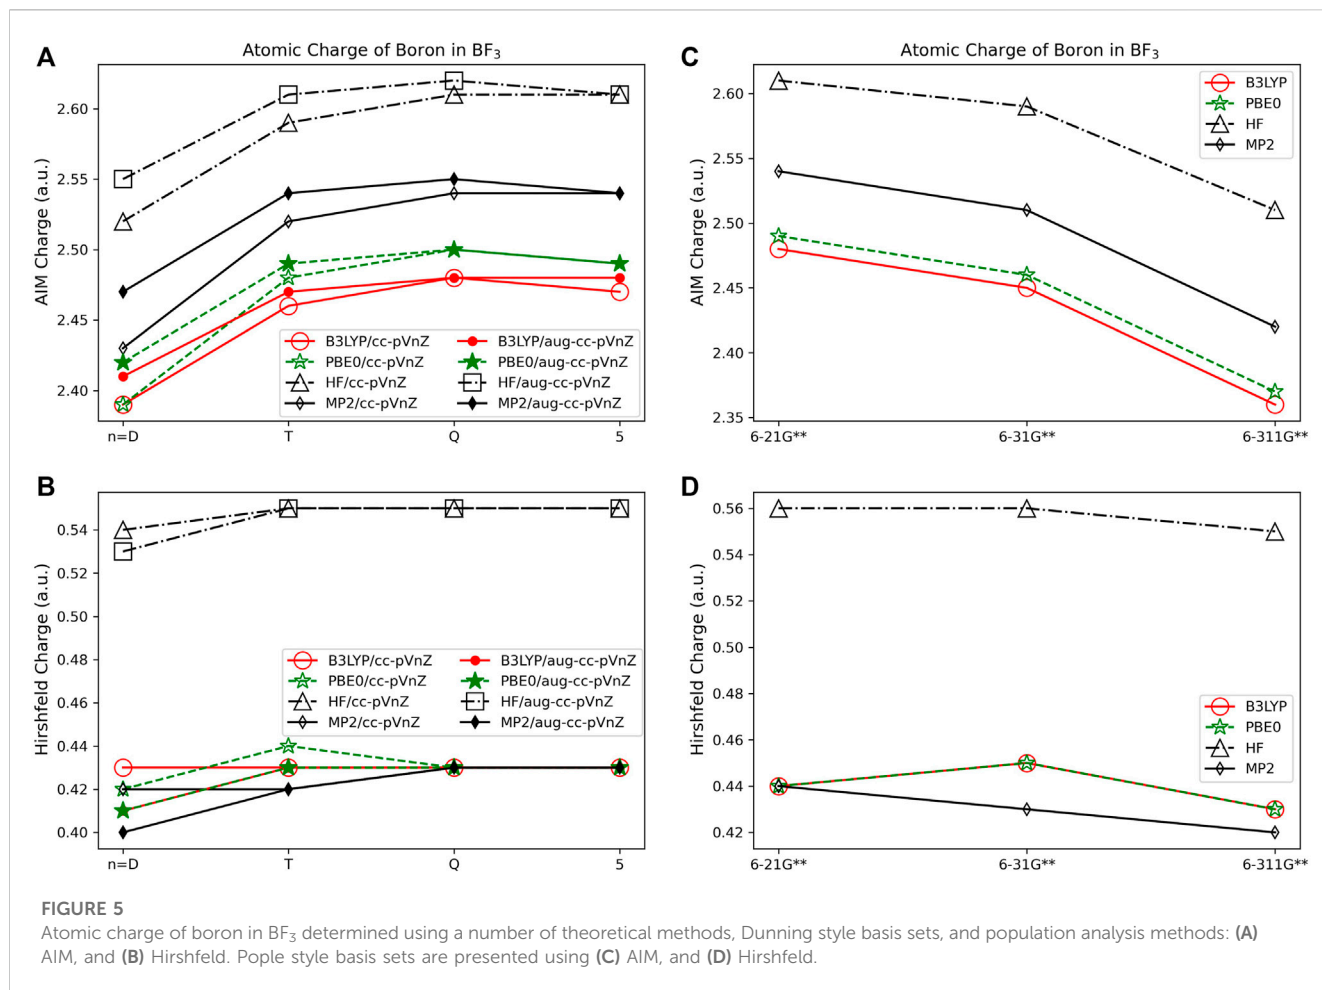 A
Atomic Charge of Boron in BF3
AIM Charge (a.u.)
2.60
2.55
2.50
2.45
2.40
n=D
T
Q
5
B3LYP/cc-pVnZ
PBE0/cc-pVnZ
HF/cc-pVnZ
MP2/cc-pVnZ
B3LYP/aug-cc-pVnZ
PBE0/aug-cc-pVnZ
HF/aug-cc-pVnZ
MP2/aug-cc-pVnZ
C
Atomic Charge of Boron in BF3
AIM Charge (a.u.)
2.60
2.55
2.50
2.45
2.40
2.35
6-21G**
6-31G**
6-311G**
B3LYP
PBE0
HF
MP2
B
Hirshfeld Charge (a.u.)
0.54
0.52
0.50
0.48
0.46
0.44
0.42
0.40
n=D
T
Q
5
B3LYP/cc-pVnZ
PBE0/cc-pVnZ
HF/cc-pVnZ
MP2/cc-pVnZ
B3LYP/aug-cc-pVnZ
PBE0/aug-cc-pVnZ
HF/aug-cc-pVnZ
MP2/aug-cc-pVnZ
D
Hirshfeld Charge (a.u.)
0.56
0.54
0.52
0.50
0.48
0.46
0.44
0.42
6-21G**
6-31G**
6-311G**
B3LYP
PBE0
HF
MP2
FIGURE 5
Atomic charge of boron in BF3 determined using a number of theoretical methods, Dunning style basis sets, and population analysis methods: (A)
AIM, and (B) Hirshfeld. Pople style basis sets are presented using (C) AIM, and (D) Hirshfeld.